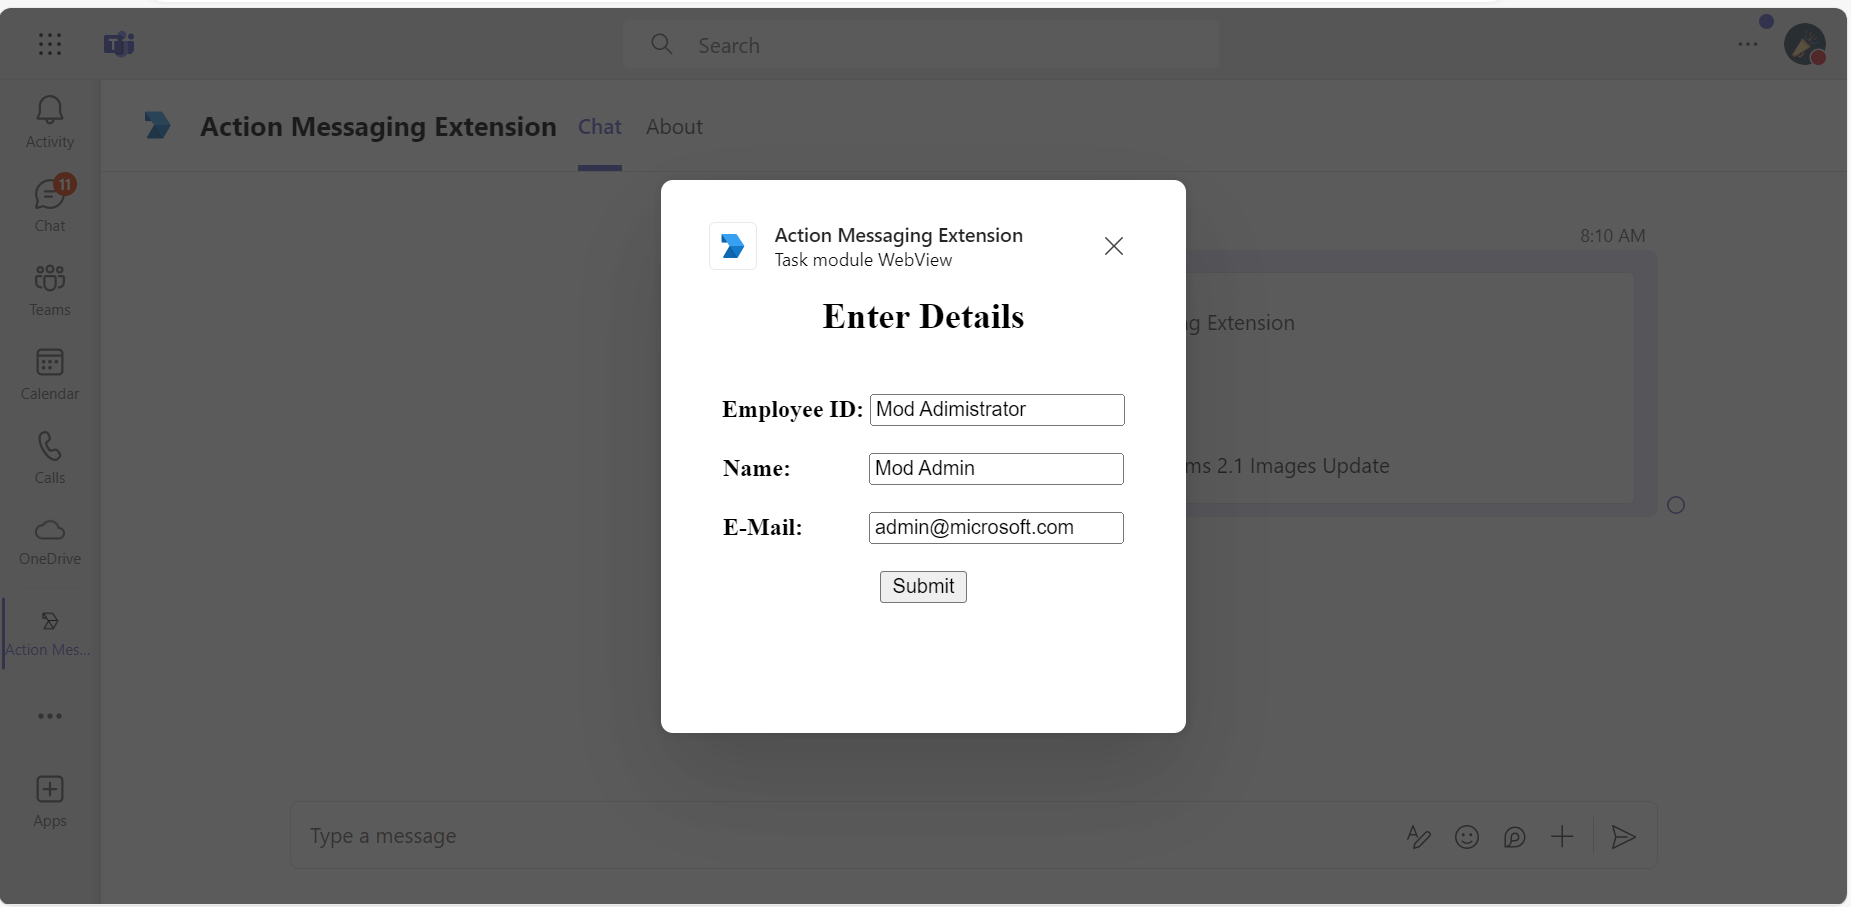 Search
Activity
11
Chat
Teams
Calendar
Calls
OneDrive
Action Mes...
Apps
Action Messaging Extension
Chat
About
8:10 AM
Extension
2.1 Images Update
Action Messaging Extension
Task module WebView
Enter Details
Employee ID: Mod Adimistrator
Name: Mod Admin
E-Mail: admin@microsoft.com
Submit
Type a message